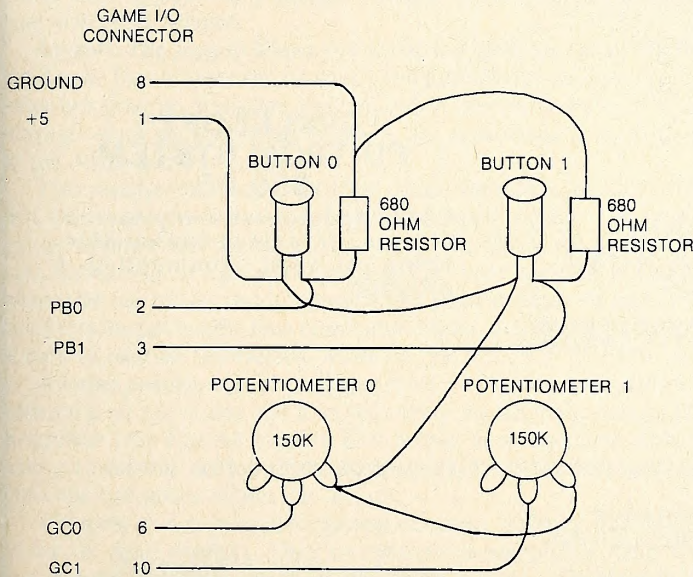 GAME I/O
CONNECTOR
GROUND 8
+5 1
BUTTON 0
BUTTON 1
680
OHM
RESISTOR
680
OHM
RESISTOR
PB0 2
PB1 3
POTENTIOMETER 0
POTENTIOMETER 1
150K
150K
GC0 6
GC1 10